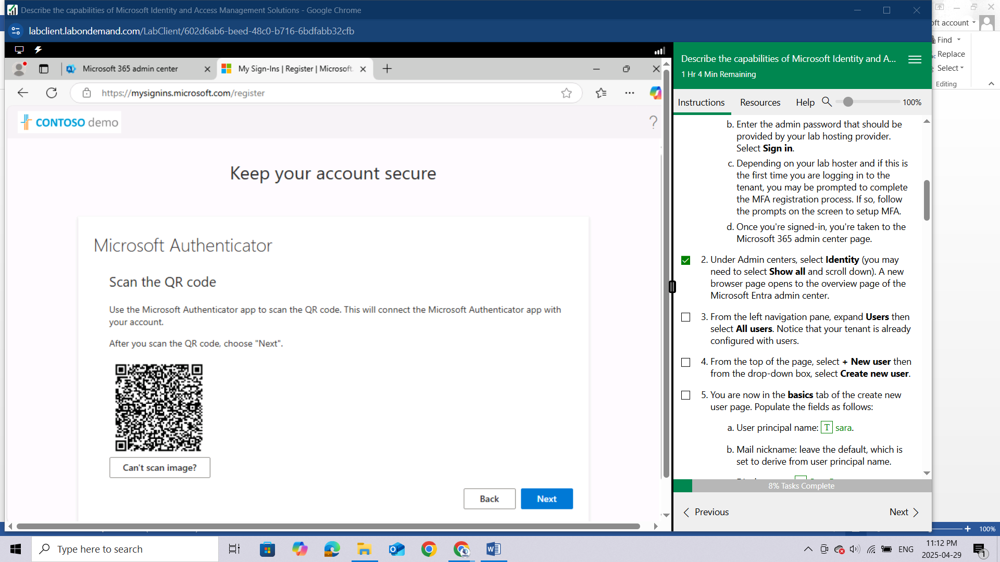 Describe the capabilities of Microsoft Identity and Access Management Solutions - Google Chrome
labclient.labondemand.com/LabClient/602d6ab6-beed-48c0-b716-6bdfabb32cfb
Microsoft 365 admin center
My Sign-Ins | Register | Microsoft.
https://mysignins.microsoft.com/register
CONTOSO demo
?
Keep your account secure
Microsoft Authenticator
Scan the QR code
Use the Microsoft Authenticator app to scan the QR code. This will connect the Microsoft Authenticator app with
your account.
After you scan the QR code, choose "Next".
Can't scan image?
Back
Next
Describe the capabilities of Microsoft Identity and A...
1 Hr 4 Min Remaining
Instructions
Resources
Help
100%
b. Enter the admin password that should be
provided by your lab hosting provider.
Select Sign in.
c. Depending on your lab hoster and if this is
the first time you are logging in to the
tenant, you may be prompted to complete
the MFA registration process. If so, follow
the prompts on the screen to setup MFA.
d. Once you're signed-in, you're taken to the
Microsoft 365 admin center page.
2. Under Admin centers, select Identity (you may
need to select Show all and scroll down). A new
browser page opens to the overview page of the
Microsoft Entra admin center.
3. From the left navigation pane, expand Users then
select All users. Notice that your tenant is already
configured with users.
4. From the top of the page, select + New user then
from the drop-down box, select Create new user.
5. You are now in the basics tab of the create new
user page. Populate the fields as follows:
a. User principal name: T sara.
b. Mail nickname: leave the default, which is
set to derive from user principal name.
8% Tasks Complete
Previous
Next
account
Find
Replace
Select
Editing
100%
Type here to search
ENG
11:12 PM
2025-04-29
1